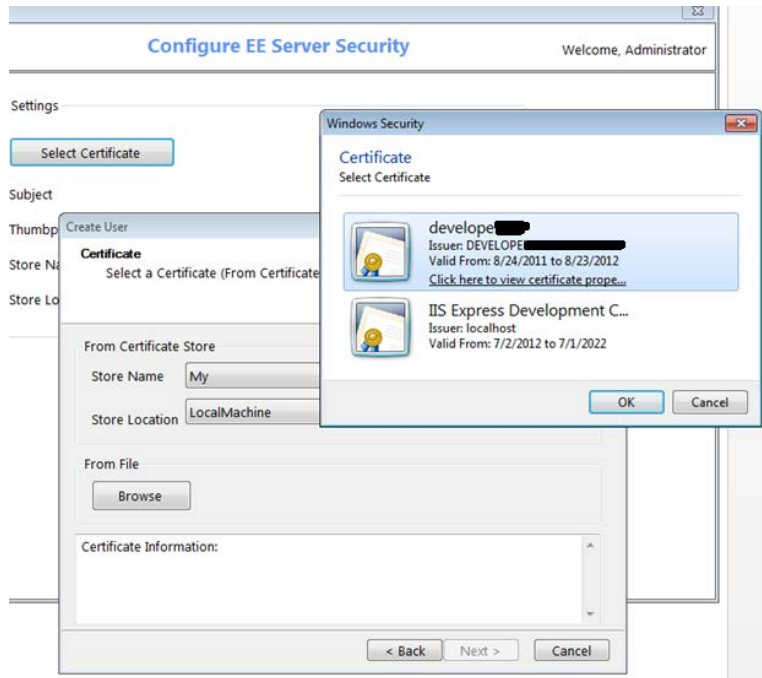 Configure EE Server Security
Welcome, Administrator
Settings
Select Certificate
Subject
Thumbp
Store Na
Store Lo
Create User
Certificate
Select a Certificate (From Certificate
From Certificate Store
Store Name
My
Store Location
LocalMachine
From File
Browse
Certificate Information:
< Back
Next >
Cancel
Windows Security
Certificate
Select Certificate
develope
Issuer: DEVELOPE
Valid From: 8/24/2011 to 8/23/2012
Click here to view certificate prope...
IIS Express Development C...
Issuer: localhost
Valid From: 7/2/2012 to 7/1/2022
OK
Cancel